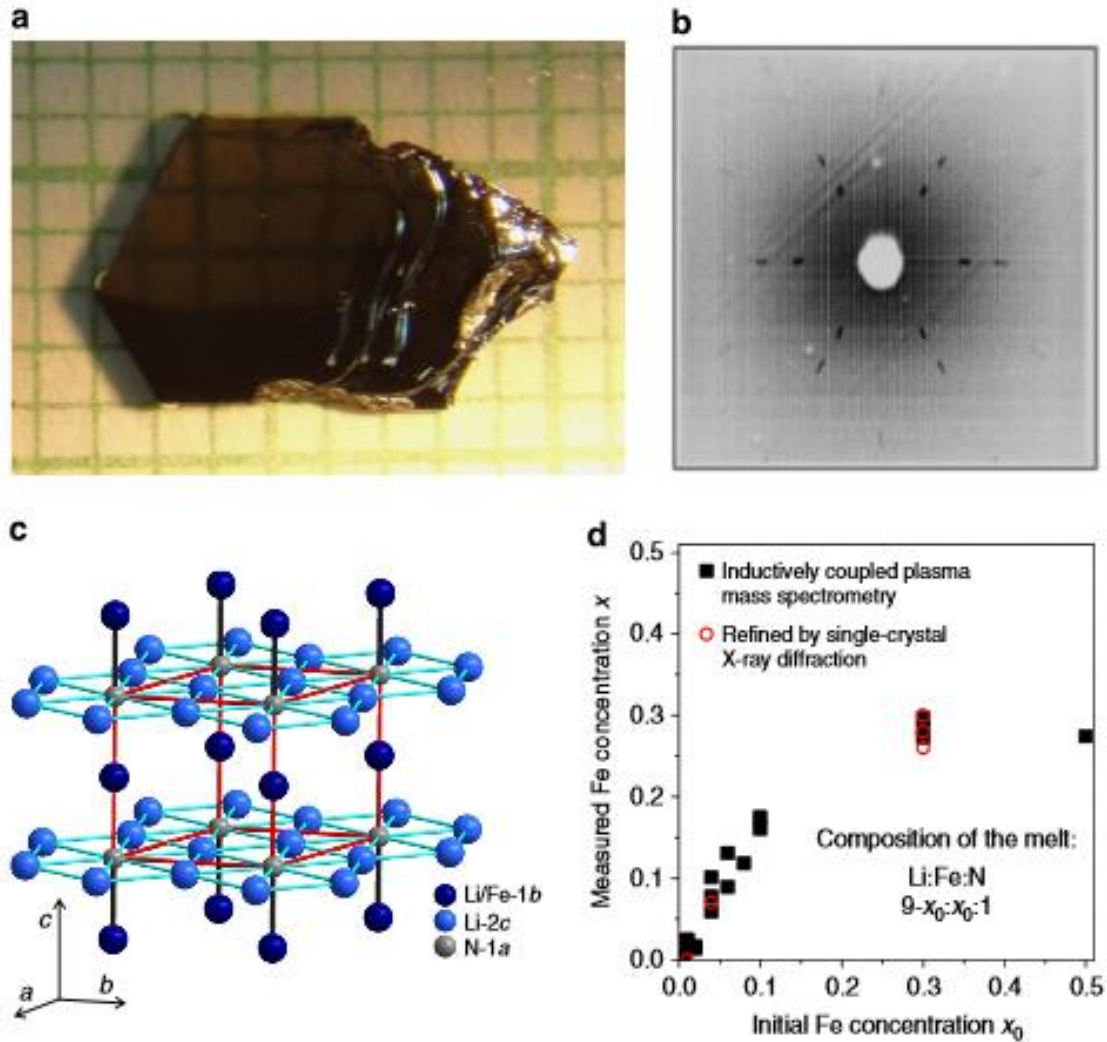 a
b
c
Li/Fe-1b
Li-2c
N-1a
c
a
b
d
0.5
0.4
0.3
0.2
0.1
0.0
Measured Fe concentration x
Inductively coupled plasma
mass spectrometry
Refined by single-crystal
X-ray diffraction
Composition of the melt:
Li:Fe:N
9-x₀:x₀:1
0.0 0.1 0.2 0.3 0.4 0.5
Initial Fe concentration x₀